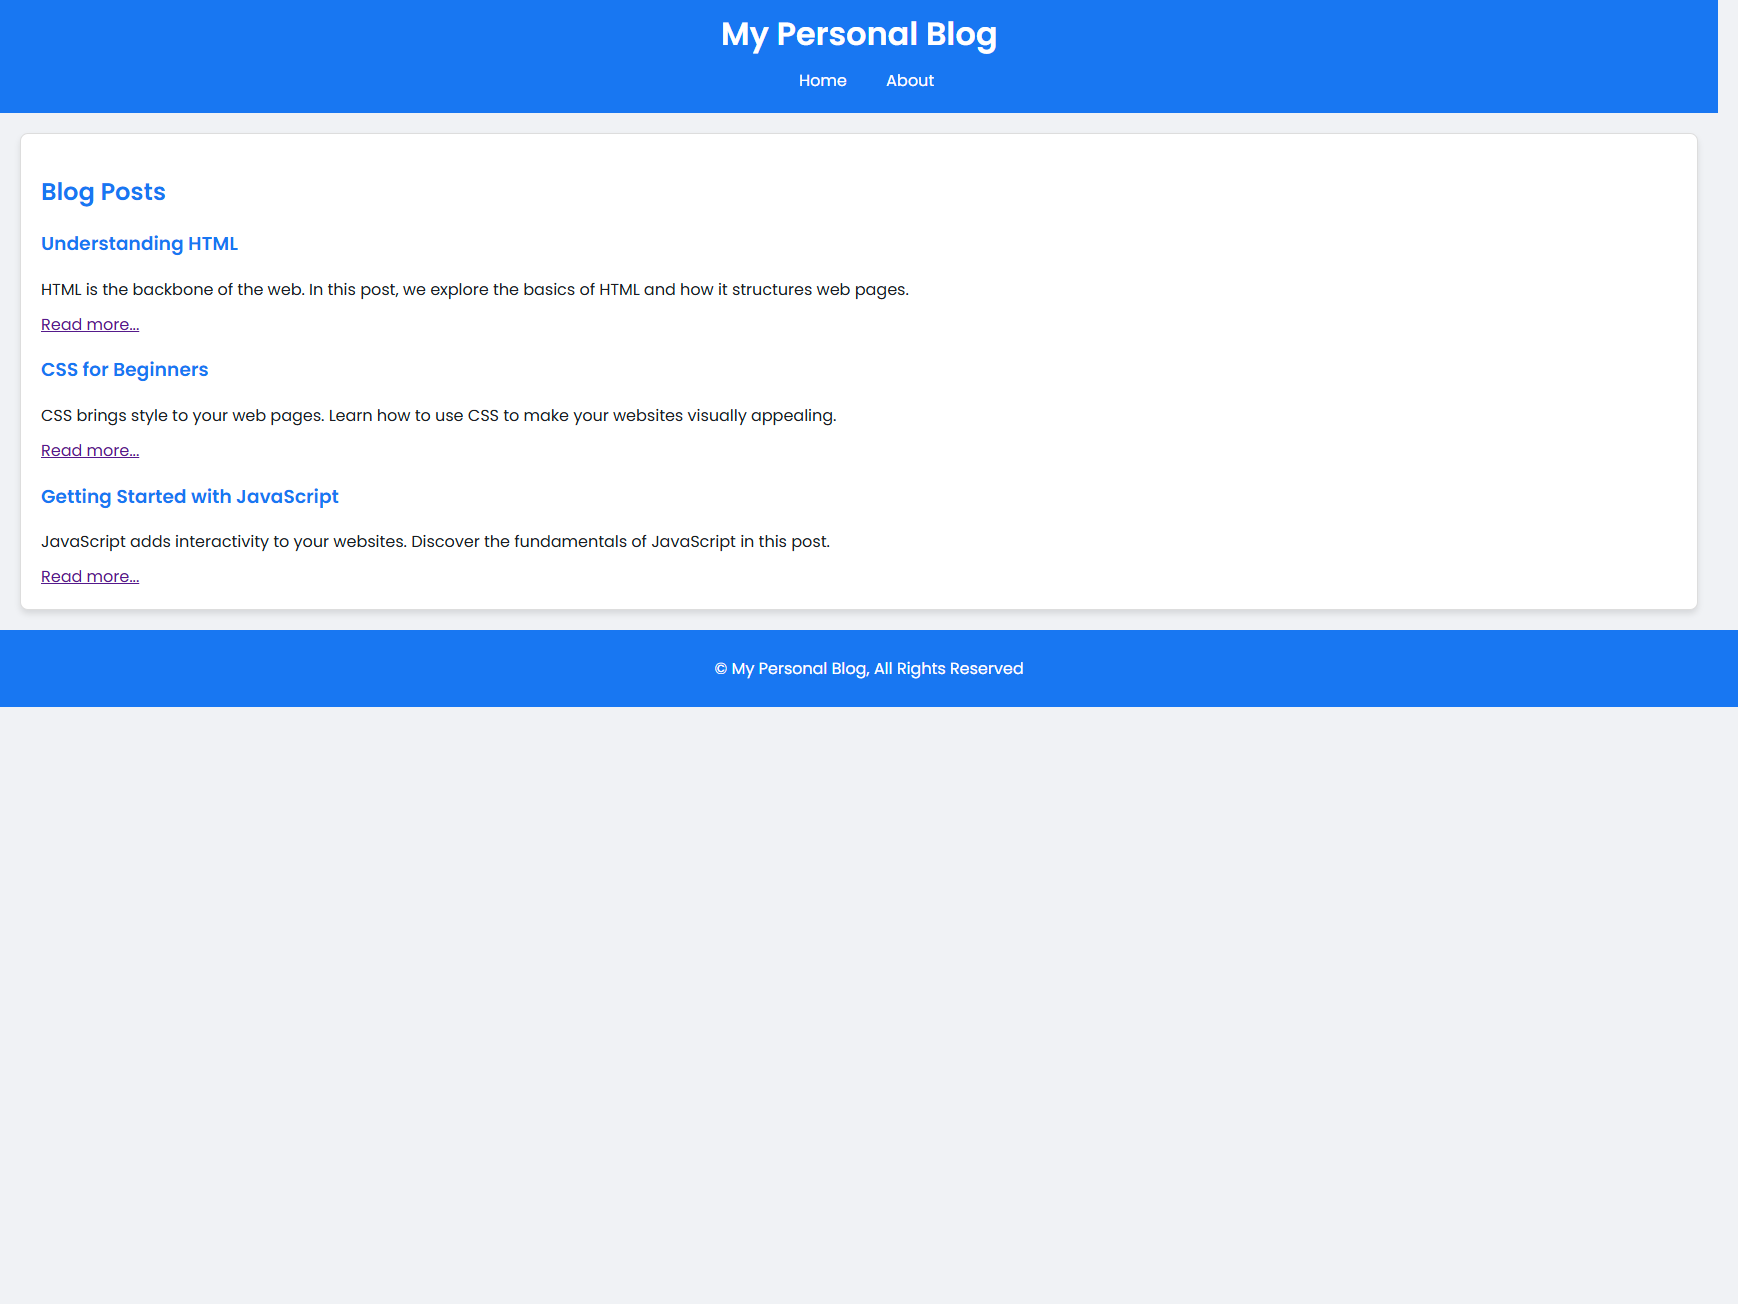 My Personal Blog
Home About
Blog Posts
Understanding HTML
HTML is the backbone of the web. In this post, we explore the basics of HTML and how it structures web pages.
Read more...
CSS for Beginners
CSS brings style to your web pages. Learn how to use CSS to make your websites visually appealing.
Read more...
Getting Started with JavaScript
JavaScript adds interactivity to your websites. Discover the fundamentals of JavaScript in this post.
Read more...
© My Personal Blog, All Rights Reserved